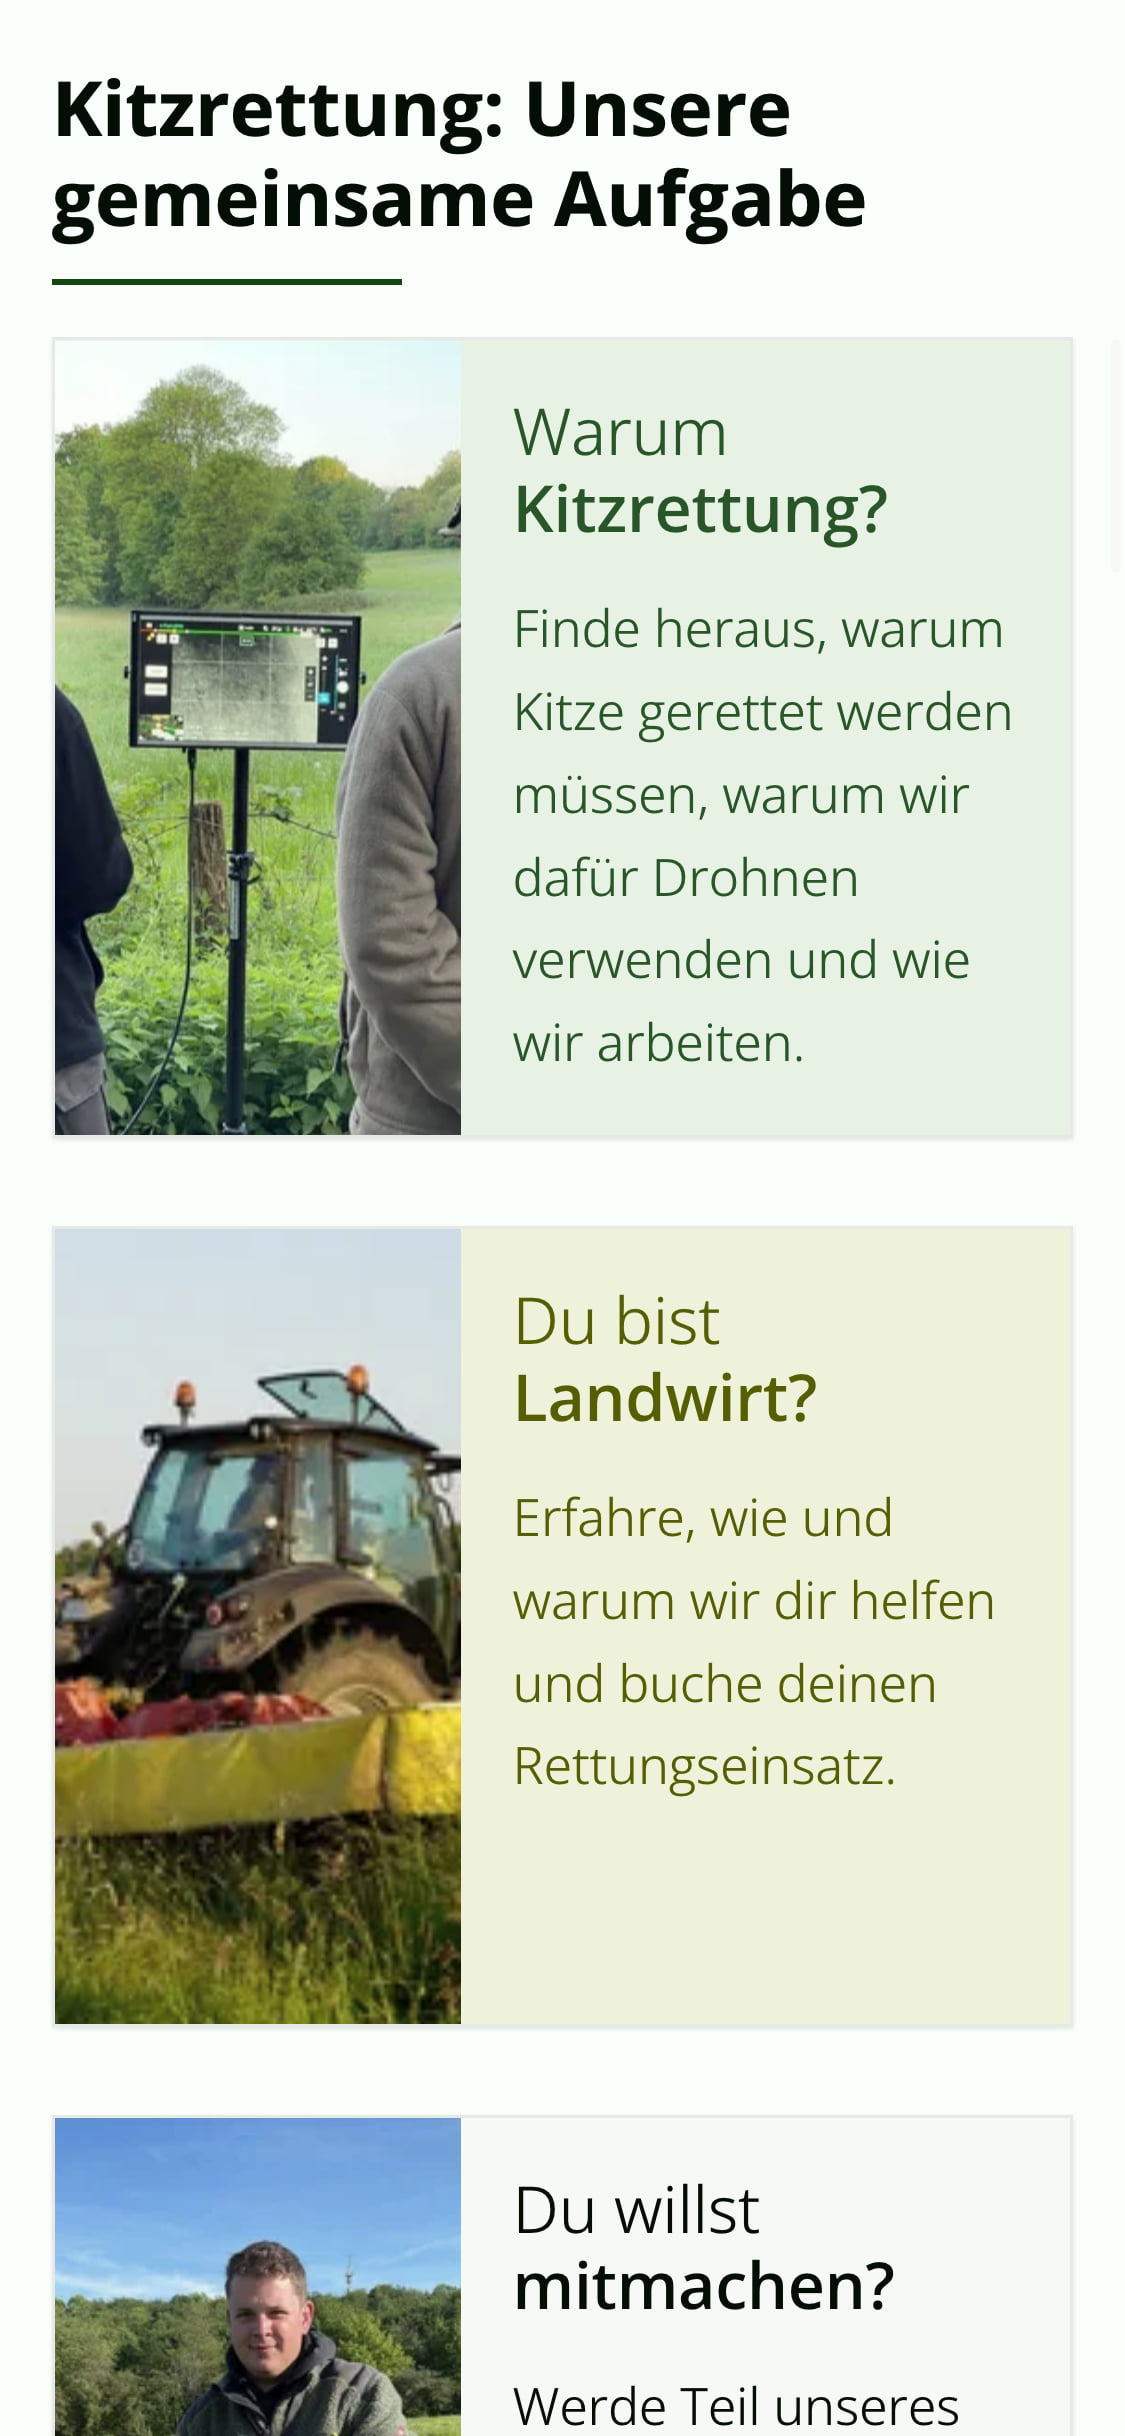 Kitzrettung: Unsere
gemeinsame Aufgabe
Warum
Kitzrettung?
Finde heraus, warum
Kitze gerettet werden
müssen, warum wir
dafür Drohnen
verwenden und wie
wir arbeiten.
Du bist
Landwirt?
Erfahre, wie und
warum wir dir helfen
und buche deinen
Rettungseinsatz.
Du willst
mitmachen?
Werde Teil unseres